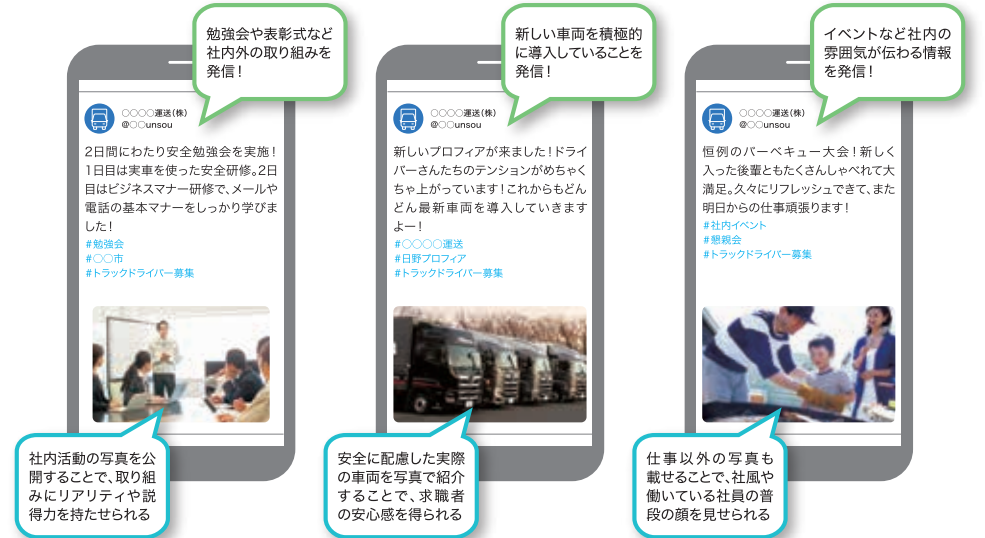 勉強会や表彰式など
社内外の取り組みを
発信！
〇〇〇〇運送（株）
@〇〇unsou
2日間にわたり安全勉強会を実施！
1日目は実車を使った安全研修。2日
目はビジネスマナー研修で、メールや
電話の基本マナーをしっかり学びま
した！
#勉強会
#〇〇市
#トラックドライバー募集
社内活動の写真を公
開することで、取り組
みにリアリティや説
得力を持たせられる
新しい車両を積極的
に導入していることを
発信！
〇〇〇〇運送（株）
@〇〇unsou
新しいプロフィアが来ました！ドライ
バーさんたちのテンションがめちゃく
ちゃ上がっています！これからもどん
どん最新車両を導入していきます
よー！
#〇〇〇〇運送
#日野プロフィア
#トラックドライバー募集
安全に配慮した実際
の車両を写真で紹介
することで、求職者
の安心感を得られる
イベントなど社内の
雰囲気が伝わる情報
を発信！
〇〇〇〇運送（株）
@〇〇unsou
恒例のバーベキュー大会！新しく
入った後輩ともたくさんしゃべれて大
満足。久々にリフレッシュできて、また
明日からの仕事頑張ります！
#社内イベント
#懇親会
#トラックドライバー募集
仕事以外の写真も
載せることで、社風や
働いている社員の普
段の顔を見せられる